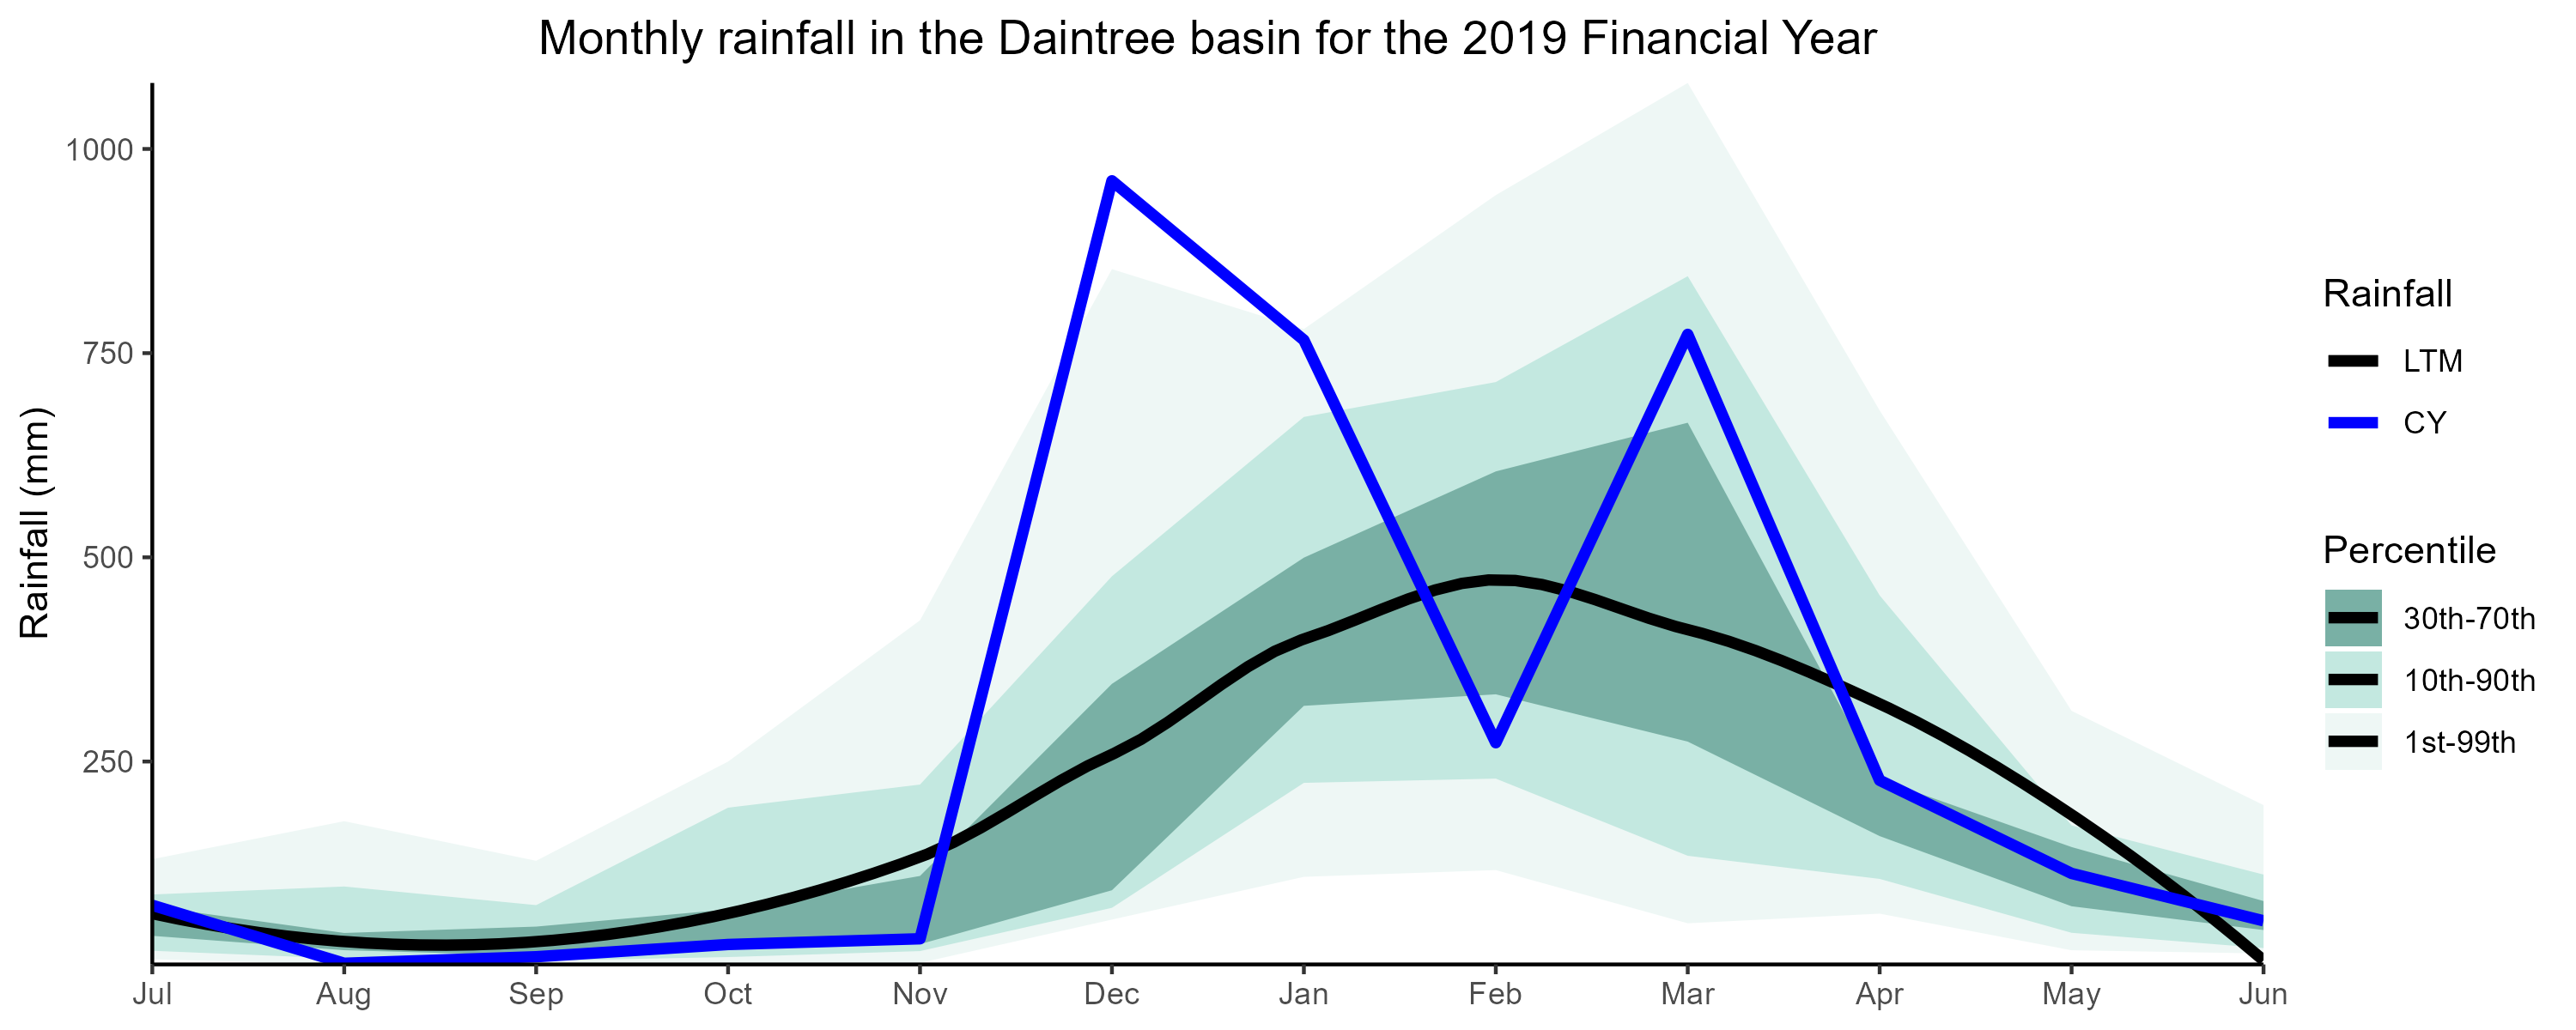 Monthly rainfall in the Daintree basin for the 2019 Financial Year
Rainfall (mm)
1000
750
500
250
Jul Aug Sep Oct Nov Dec Jan Feb Mar Apr May Jun
Rainfall
LTM
CY
Percentile
30th-70th
10th-90th
1st-99th